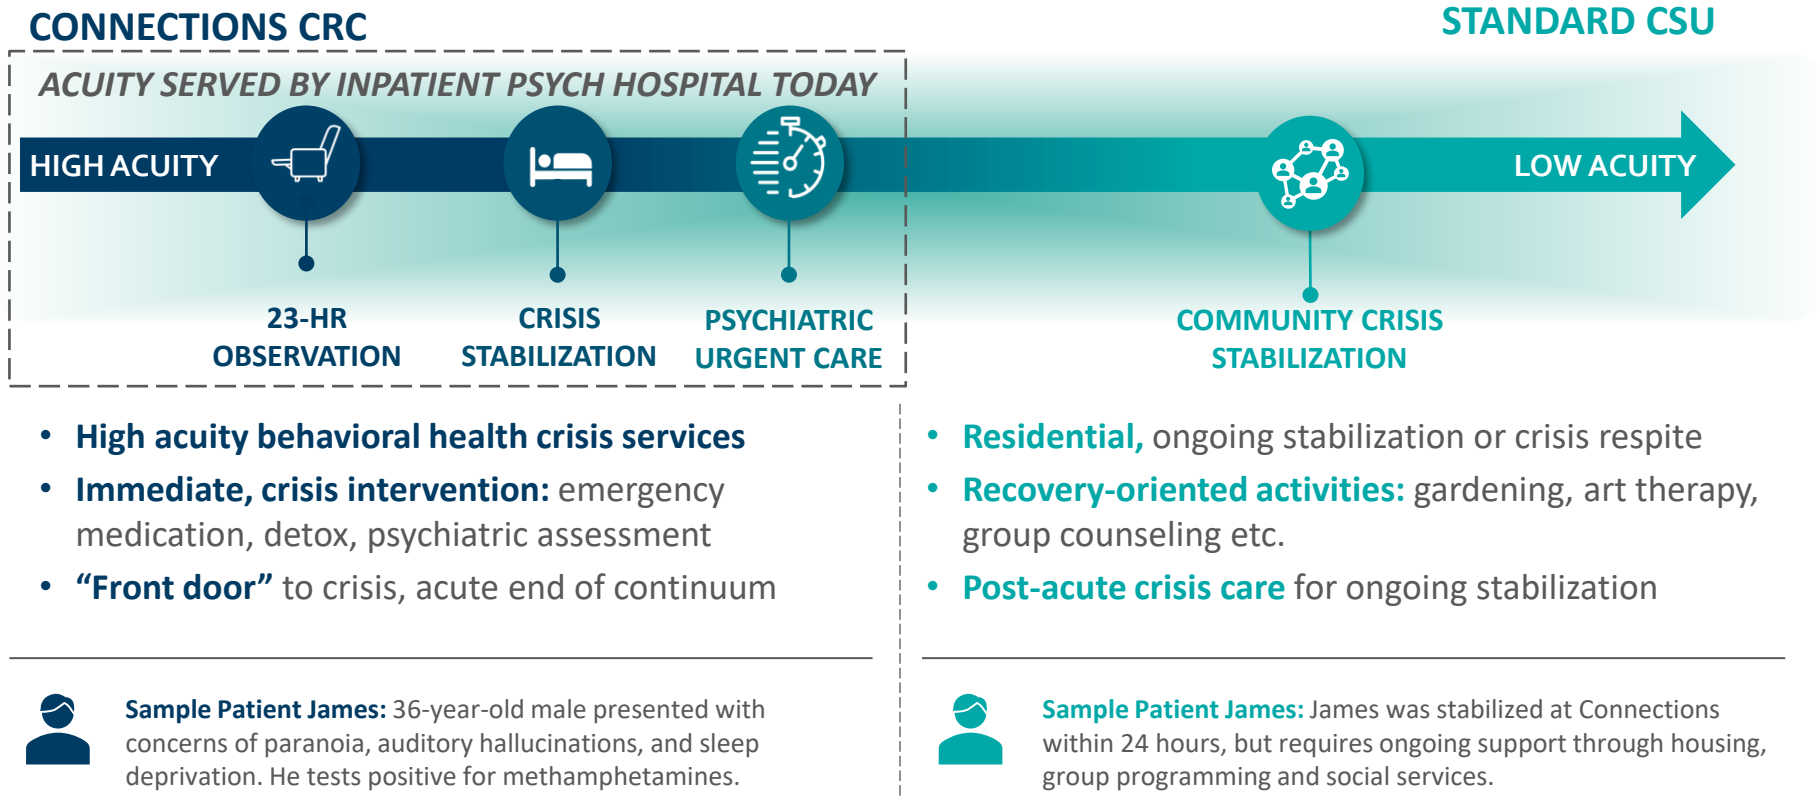 CONNECTIONS CRC
STANDARD CSU
ACUITY SERVED BY INPATIENT PSYCH HOSPITAL TODAY
HIGH ACUITY
LOW ACUITY
23-HR
OBSERVATION
CRISIS
STABILIZATION
PSYCHIATRIC
URGENT CARE
COMMUNITY CRISIS
STABILIZATION
• High acuity behavioral health crisis services
• Immediate, crisis intervention: emergency
medication, detox, psychiatric assessment
• “Front door” to crisis, acute end of continuum
• Residential, ongoing stabilization or crisis respite
• Recovery-oriented activities: gardening, art therapy,
group counseling etc.
• Post-acute crisis care for ongoing stabilization
Sample Patient James: 36-year-old male presented with
concerns of paranoia, auditory hallucinations, and sleep
deprivation. He tests positive for methamphetamines.
Sample Patient James: James was stabilized at Connections
within 24 hours, but requires ongoing support through housing,
group programming and social services.